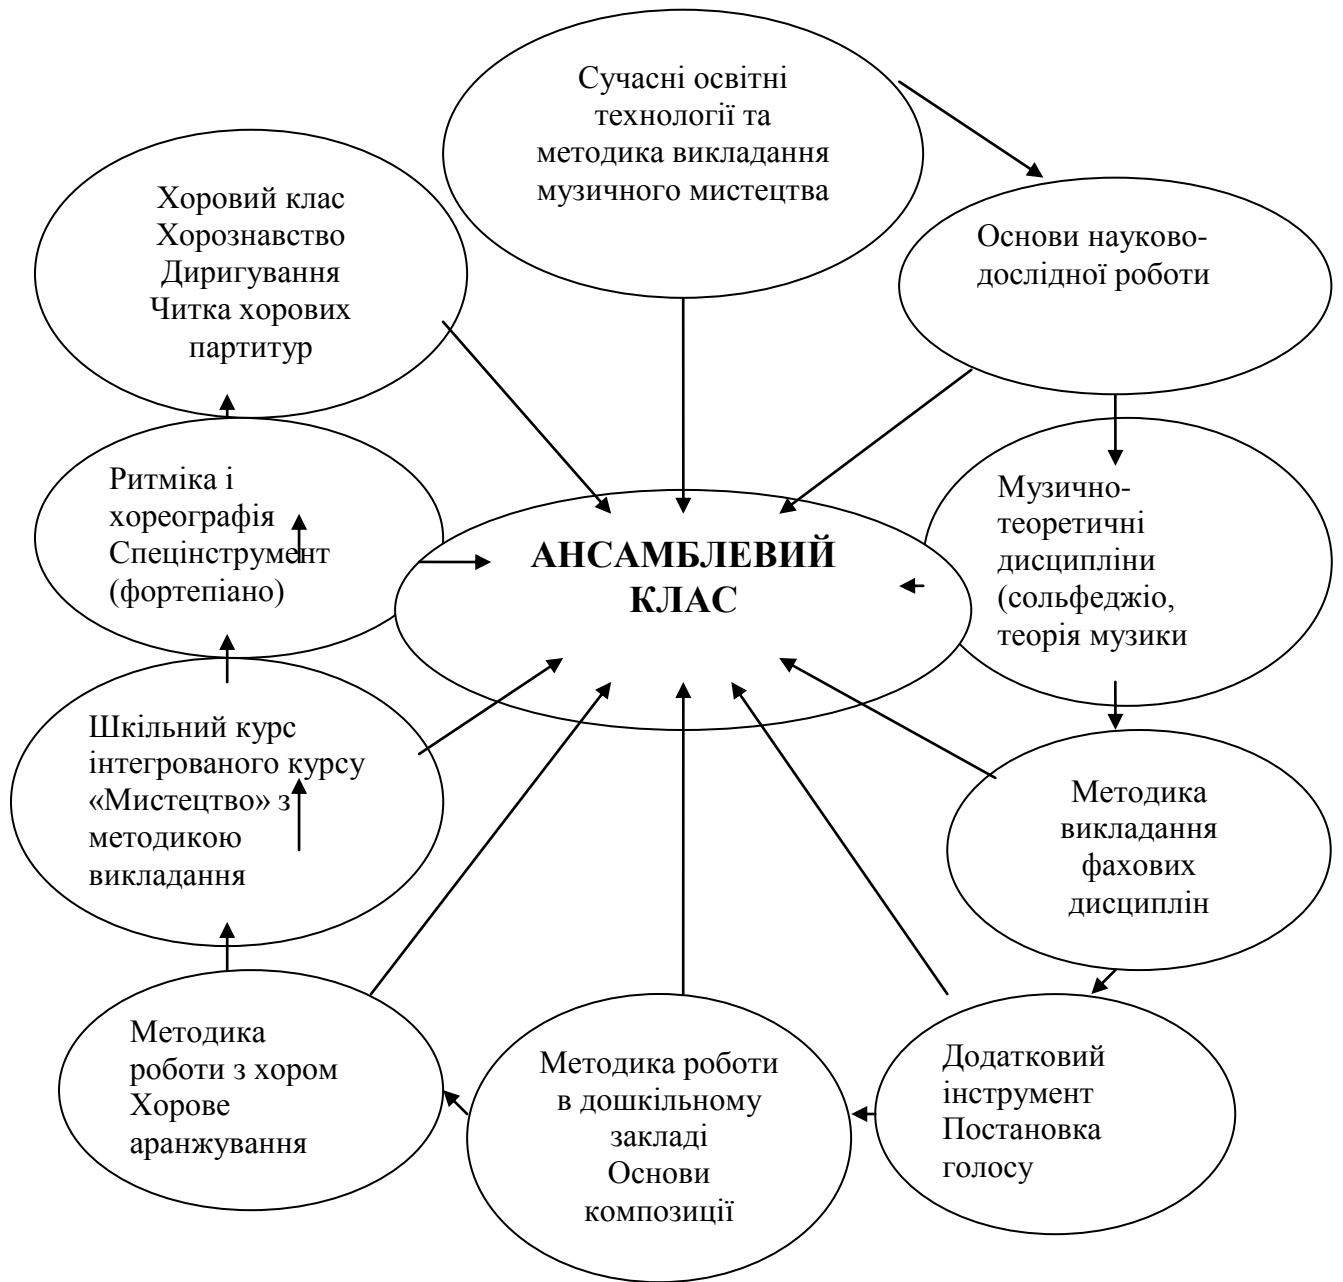 Сучасні освітні
технології та
методика викладання
музичного мистецтва
Хоровий клас
Хорознавство
Диригування
Читка хорових
партитур
Основи науково-
дослідної роботи
Ритміка і
хореографія
Спецінструмент
(фортепіано)
АНСАМБЛЕВИЙ
КЛАС
Музично-
теоретичні
дисципліни
(сольфеджіо,
теорія музики
Шкільний курс
інтегрованого курсу
«Мистецтво» з
методикою
викладання
Методика
викладання
фахових
дисциплін
Методика
роботи з хором
Хорове
аранжування
Методика роботи
в дошкільному
закладі
Основи
композиції
Додатковий
інструмент
Постановка
голосу